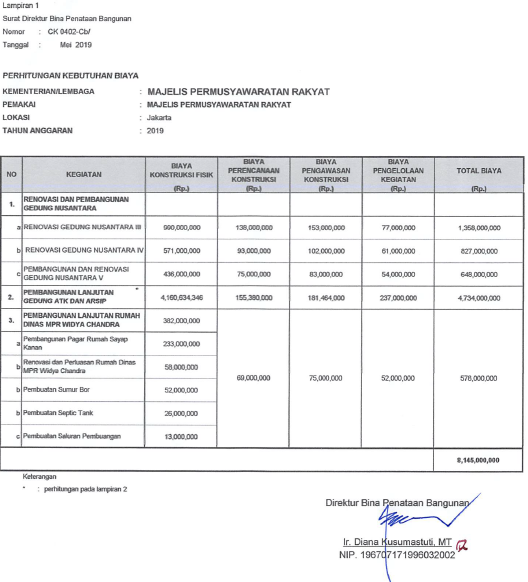 Lampiran 1
Surat Direktur Bina Penataan Bangunan
Nomor : CK 0402-Cb/
Tanggal : Mei 2019
PERHITUNGAN KEBUTUHAN BIAYA
KEMENTERIAN/LEMBAGA : MAJELIS PERMUSYAWARATAN RAKYAT
PEMAKAI : MAJELIS PERMUSYAWARATAN RAKYAT
LOKASI : Jakarta
TAHUN ANGGARAN : 2019
NO KEGIATAN BIAYA KONSTRUKSI FISIK (Rp.) BIAYA PERENCANAAN KONSTRUKSI (Rp.) BIAYA PENGAWASAN KONSTRUKSI (Rp.) BIAYA PENGELOLAAN KEGIATAN (Rp.) TOTAL BIAYA (Rp.)
1. RENOVASI DAN PEMBANGUNAN GEDUNG NUSANTARA
a RENOVASI GEDUNG NUSANTARA III 990,000,000 138,000,000 153,000,000 77,000,000 1,358,000,000
b RENOVASI GEDUNG NUSANTARA IV 571,000,000 93,000,000 102,000,000 61,000,000 827,000,000
c PEMBANGUNAN DAN RENOVASI GEDUNG NUSANTARA V 436,000,000 75,000,000 83,000,000 54,000,000 648,000,000
2. PEMBANGUNAN LANJUTAN * GEDUNG ATK DAN ARSIP 4,160,634,346 155,380,000 181,464,000 237,000,000 4,734,000,000
3. PEMBANGUNAN LANJUTAN RUMAH DINAS MPR WIDYA CHANDRA 382,000,000
a Pembangunan Pagar Rumah Sayap Kanan 233,000,000
b Renovasi dan Perluasan Rumah Dinas MPR Widya Chandra 58,000,000
69,000,000 75,000,000 52,000,000 578,000,000
b Pembuatan Sumur Bor 52,000,000
b Pembuatan Septic Tank 26,000,000
c Pembuatan Saluran Pembuangan 13,000,000
8,145,000,000
Keterangan
* : perhitungan pada lampiran 2
Direktur Bina Penataan Bangunan
Ir. Diana Kusumastuti, MT
NIP. 196707171996032002